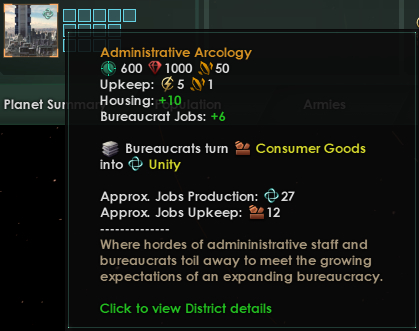 Administrative Arcology
600 1000 50
Upkeep: 5 1
Housing: +10
Bureaucrat Jobs: +6
Planet Summary Population Armies
Bureaucrats turn Consumer Goods
into Unity
Approx. Jobs Production: 27
Approx. Jobs Upkeep: 12
--------------
Where hordes of admininistrative staff and
bureaucrats toil away to meet the growing
expectations of an expanding bureaucracy.
Click to view District details